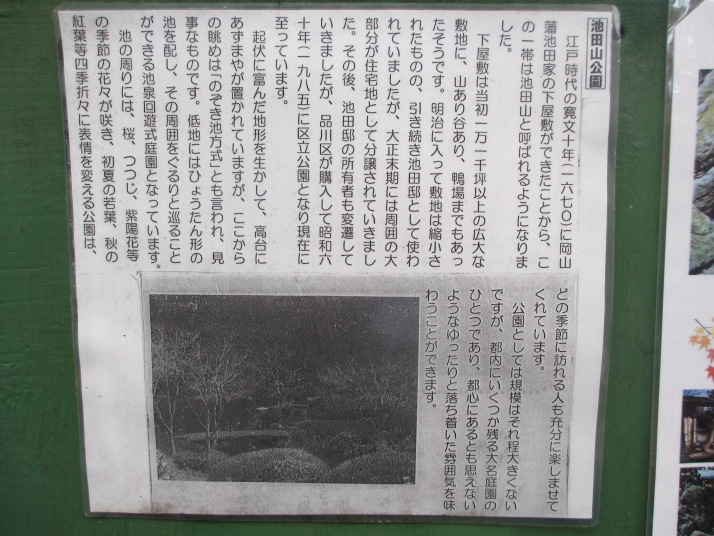 池田山公園
江戸時代の寛文十年(一六七〇)に岡山
藩池田家の下屋敷ができたことから、こ
の一帯は池田山と呼ばれるようになりま
した。
下屋敷は当初一万一千坪以上の広大な
敷地に、山あり谷あり、鴨場までもあっ
たそうです。明治に入って敷地は縮小さ
れたものの、引き続き池田邸として使わ
れていましたが、大正末期には周囲の大
部分が住宅地として分譲されていきまし
た。その後、池田邸の所有者も変遷して
いきましたが、品川区が購入して昭和六
十年(一九八五)に区立公園となり現在に
至っています。
起伏に富んだ地形を生かして、高台に
あずまやが置かれていますが、ここから
の眺めは「のぞき池方式」とも言われ、見
事なものです。低地にはひょうたん形の
池を配し、その周囲をぐるりと巡ること
ができる池泉回遊式庭園となっています。
池の周りには、桜、つつじ、紫陽花等
の季節の花々が咲き、初夏の若葉、秋の
紅葉等四季折々に表情を変える公園は、
どの季節に訪れる人も充分に楽しませて
くれています。
公園としては規模はそれ程大きくない
ですが、都内にいくつか残る大名庭園の
ひとつであり、都心にあるとも思えない
ようなゆったりと落ち着いた雰囲気を味
わうことができます。